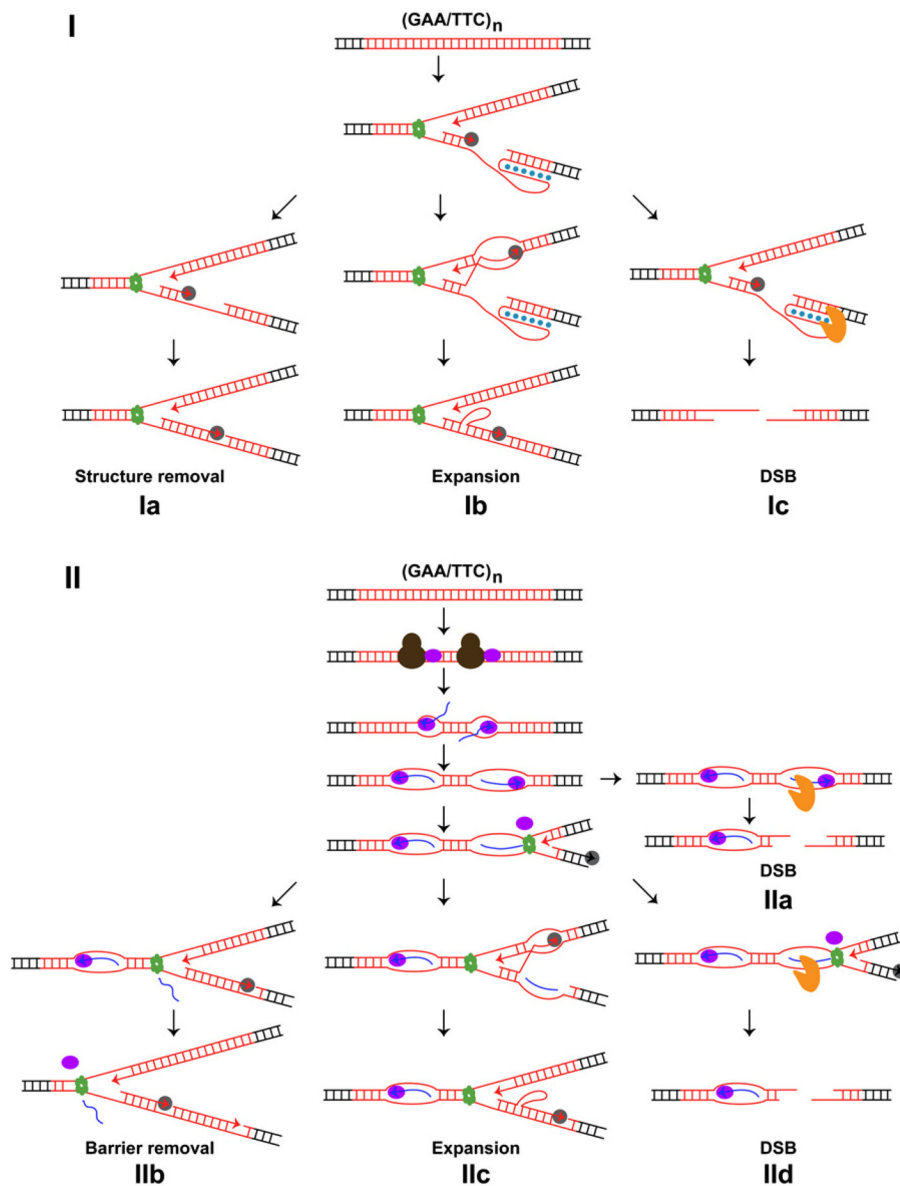 I
(GAA/TTC)n
Structure removal
Expansion
DSB
Ia
Ib
Ic
II
(GAA/TTC)n
DSB
IIa
Barrier removal
Expansion
DSB
IIb
IIc
IId